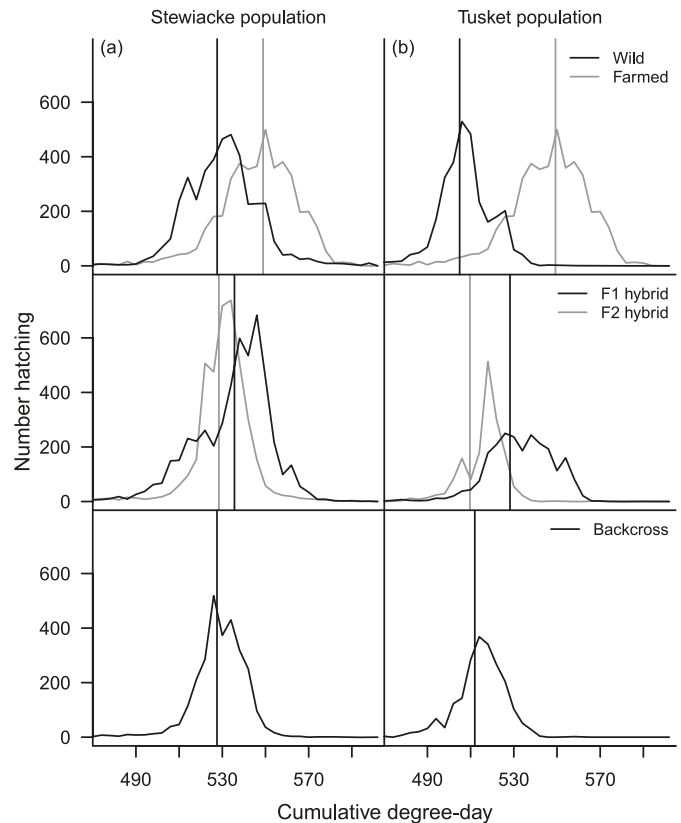 Stewiacke population Tusket population
(a) (b)
Wild
Farmed
600
400
200
0
F1 hybrid
F2 hybrid
600
400
200
0
Number hatching
Backcross
600
400
200
0
490 530 570 490 530 570
Cumulative degree-day